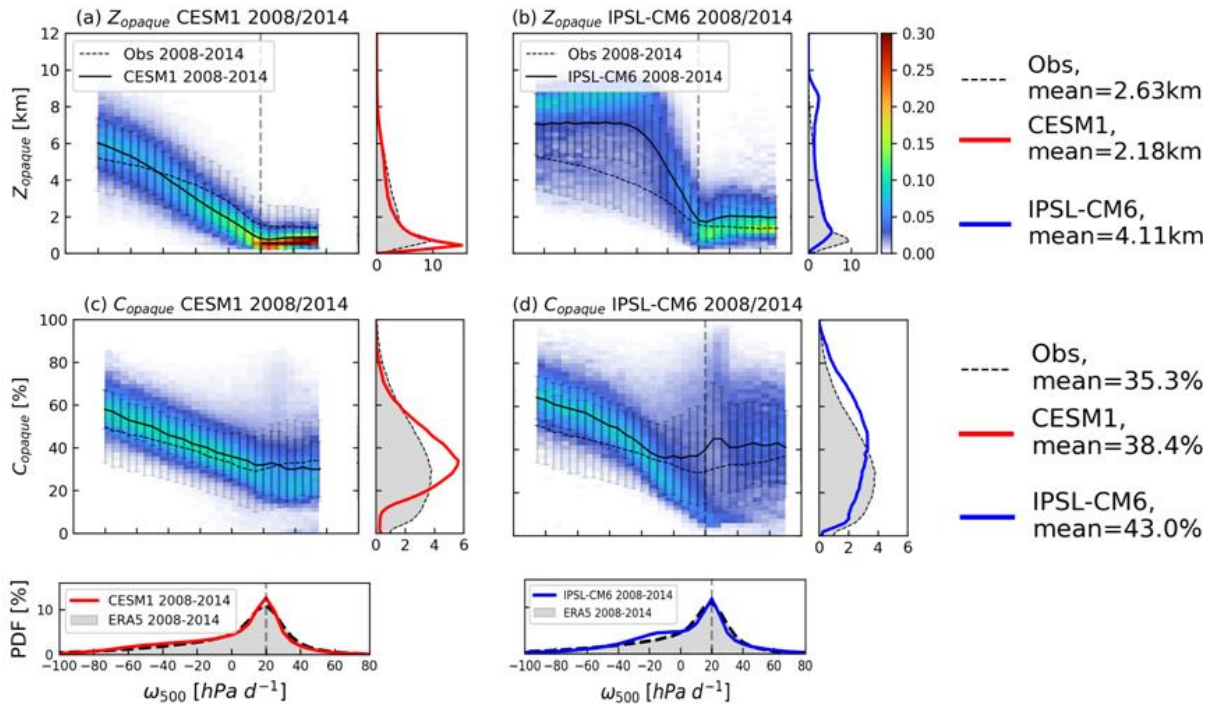 (a) Z_opaque CESM1 2008/2014
(b) Z_opaque IPSL-CM6 2008/2014
12
10
8
6
4
2
0
Z_opaque [km]
Obs 2008-2014
CESM1 2008-2014
0 10
Obs 2008-2014
IPSL-CM6 2008-2014
0 10
0.30
0.25
0.20
0.15
0.10
0.05
0.00
Obs,
mean=2.63km
CESM1,
mean=2.18km
IPSL-CM6,
mean=4.11km
(c) C_opaque CESM1 2008/2014
(d) C_opaque IPSL-CM6 2008/2014
100
80
60
40
20
0
C_opaque [%]
0 2 4 6
0 2 4 6
Obs,
mean=35.3%
CESM1,
mean=38.4%
IPSL-CM6,
mean=43.0%
PDF [%]
10
0
CESM1 2008-2014
ERA5 2008-2014
−100 −80 −60 −40 −20 0 20 40 60 80
ω500 [hPa d−1]
IPSL-CM6 2008-2014
ERA5 2008-2014
−100 −80 −60 −40 −20 0 20 40 60 80
ω500 [hPa d−1]